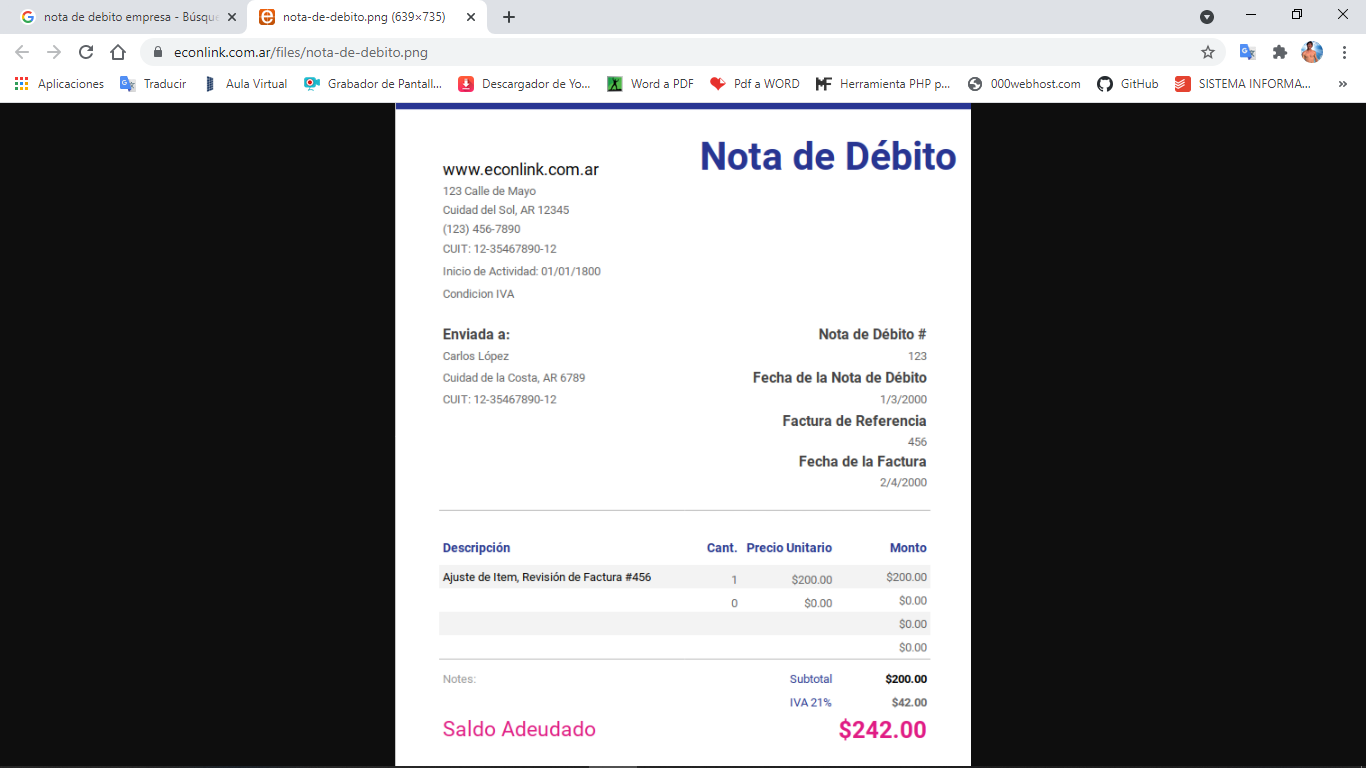 nota de debito empresa - Búsque
nota-de-debito.png (639×735)
econlink.com.ar/files/nota-de-debito.png
Aplicaciones
Traducir
Aula Virtual
Grabador de Pantall...
Descargador de Yo...
Word a PDF
Pdf a WORD
Herramienta PHP p...
000webhost.com
GitHub
SISTEMA INFORMA...
»
Nota de Débito
www.econlink.com.ar
123 Calle de Mayo
Cuidad del Sol, AR 12345
(123) 456-7890
CUIT: 12-35467890-12
Inicio de Actividad: 01/01/1800
Condicion IVA
Enviada a:
Carlos López
Cuidad de la Costa, AR 6789
CUIT: 12-35467890-12
Nota de Débito #
123
Fecha de la Nota de Débito
1/3/2000
Factura de Referencia
456
Fecha de la Factura
2/4/2000
Descripción Cant. Precio Unitario Monto
Ajuste de Item, Revisión de Factura #456 1 $200.00 $200.00
0 $0.00 $0.00
$0.00
$0.00
Notes: Subtotal $200.00
IVA 21% $42.00
Saldo Adeudado $242.00